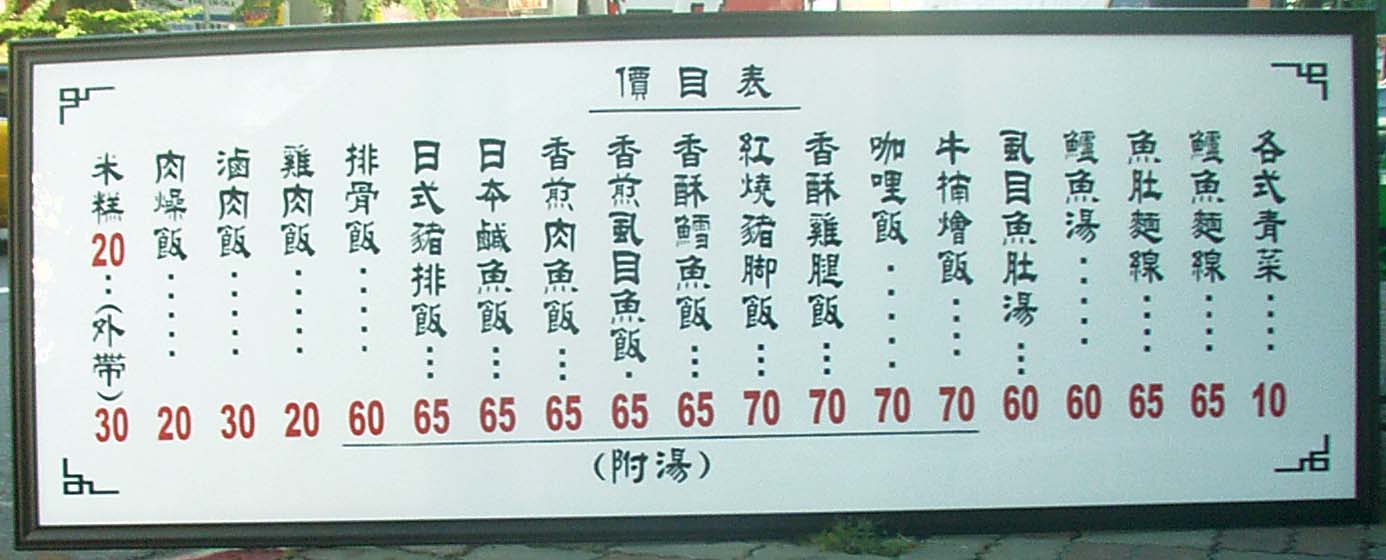 價目表
米糕20…(外帶)30
肉燥飯……20
滷肉飯……30
雞肉飯……20
排骨飯……60
日式豬排飯…65
日本鹹魚飯…65
香煎肉魚飯…65
香煎虱目魚飯.65
香酥鱈魚飯…65
紅燒豬脚飯…70
香酥雞腿飯…70
咖哩飯……70
牛楠燴飯……70
虱目魚肚湯…60
鱸魚湯……60
魚肚麵線……65
鱸魚麵線……65
各式青菜……10
(附湯)